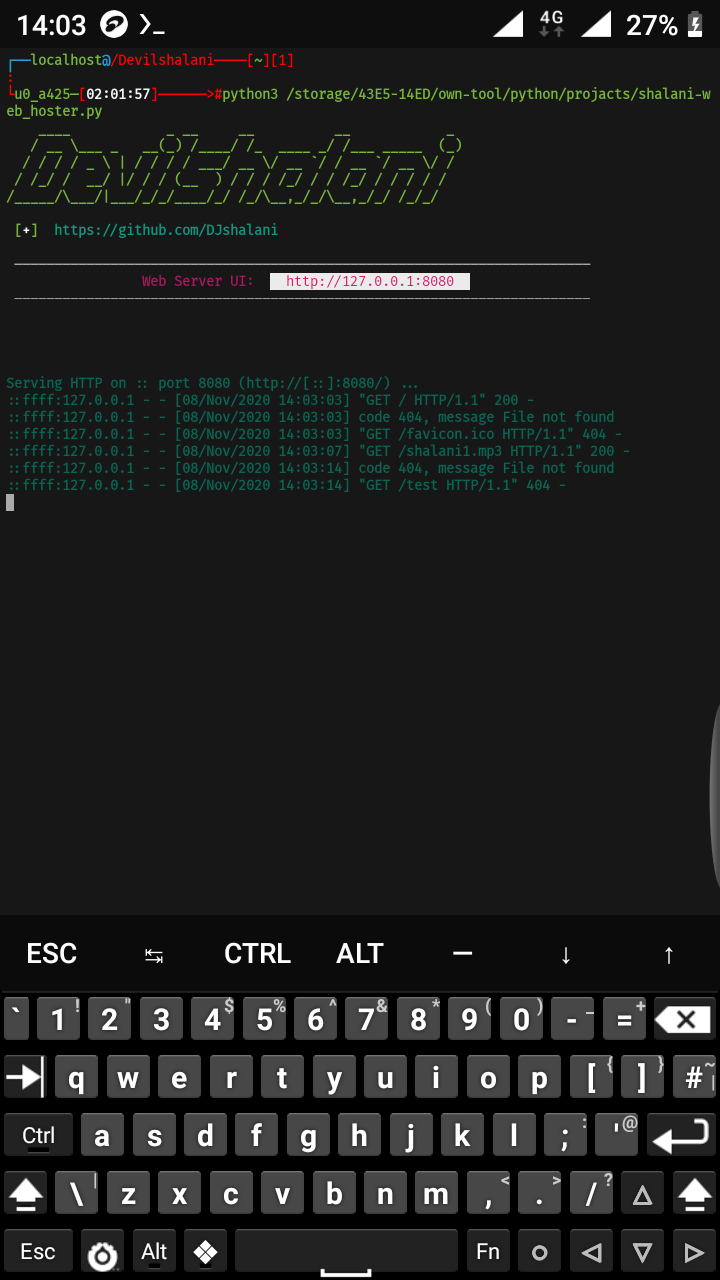 14:03 4G 27%
localhost@/Devilshalani────[~][1]
:
u0_a425─[02:01:57]──────>#python3 /storage/43E5-14ED/own-tool/python/projacts/shalani-w
eb_hoster.py
Devilshalani
[+] https://github.com/DJshalani
Web Server UI: http://127.0.0.1:8080
Serving HTTP on :: port 8080 (http://[::]:8080/) ...
::ffff:127.0.0.1 - - [08/Nov/2020 14:03:03] "GET / HTTP/1.1" 200 -
::ffff:127.0.0.1 - - [08/Nov/2020 14:03:03] code 404, message File not found
::ffff:127.0.0.1 - - [08/Nov/2020 14:03:03] "GET /favicon.ico HTTP/1.1" 404 -
::ffff:127.0.0.1 - - [08/Nov/2020 14:03:07] "GET /shalani1.mp3 HTTP/1.1" 200 -
::ffff:127.0.0.1 - - [08/Nov/2020 14:03:14] code 404, message File not found
::ffff:127.0.0.1 - - [08/Nov/2020 14:03:14] "GET /test HTTP/1.1" 404 -
ESC ↹ CTRL ALT ― ↓ ↑
` 1 ! 2 " 3 4 $ 5 % 6 ^ 7 & 8 * 9 ( 0 ) - _ = +
q w e r t y u i o p [ { ] } # ~ |
Ctrl a s d f g h j k l ; : ' @
\ | z x c v b n m , < . > / ? △
Esc Alt Fn ○ ◁ ▽ ▷